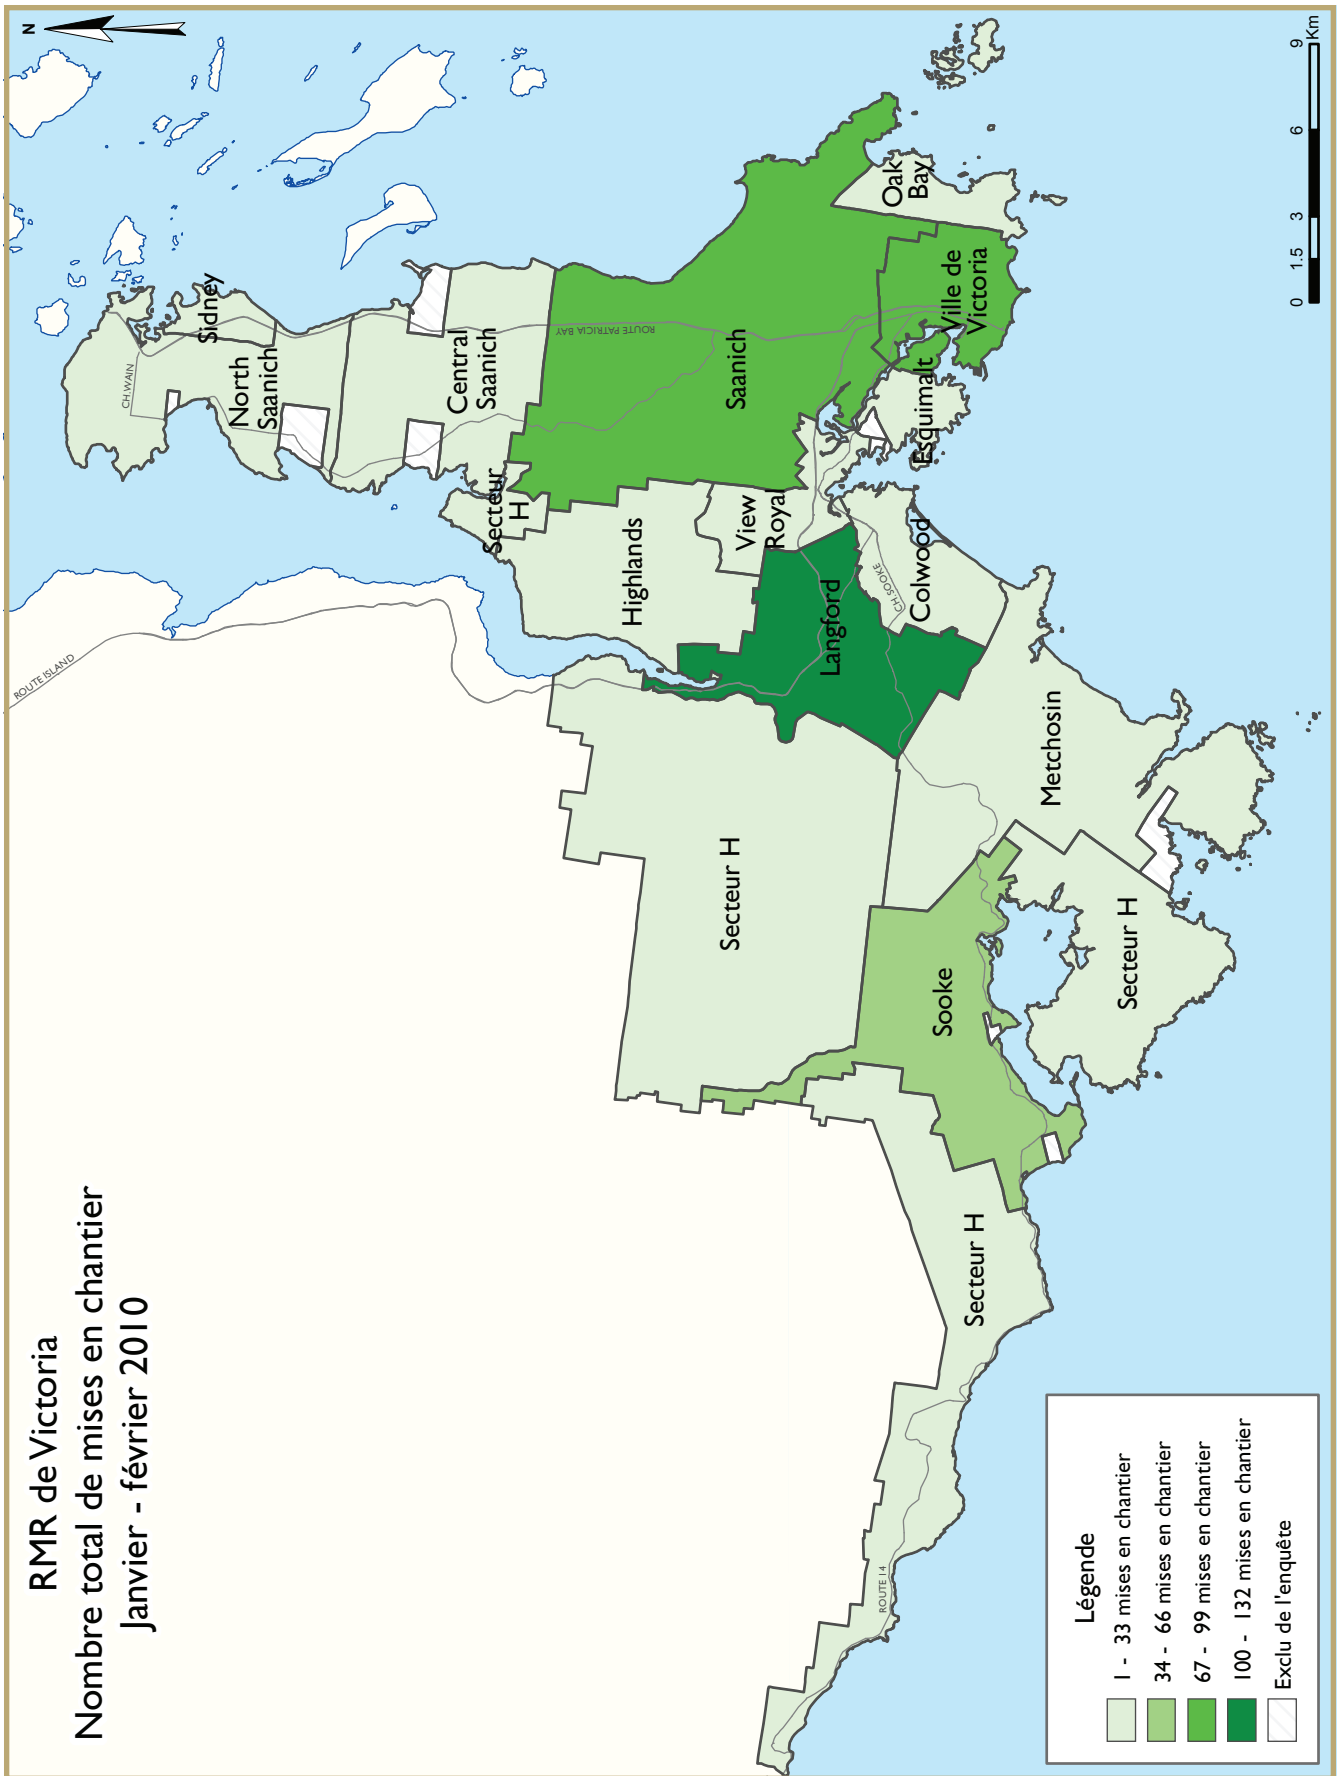 RMR de Victoria
Nombre total de mises en chantier
Janvier - février 2010
N
CH.WAIN
Sidney
North
Saanich
Central
Saanich
ROUTE PATRICIA BAY
Saanich
Oak
Bay
Ville de
Victoria
Esquimalt
Secteur
H
Highlands
View
Royal
Langford
CH.SOOKE
Colwood
ROUTE ISLAND
Metchosin
Secteur H
Sooke
Secteur H
Secteur H
ROUTE 14
Légende
1 - 33 mises en chantier
34 - 66 mises en chantier
67 - 99 mises en chantier
100 - 132 mises en chantier
Exclu de l'enquête
0 1.5 3 6 9
Km